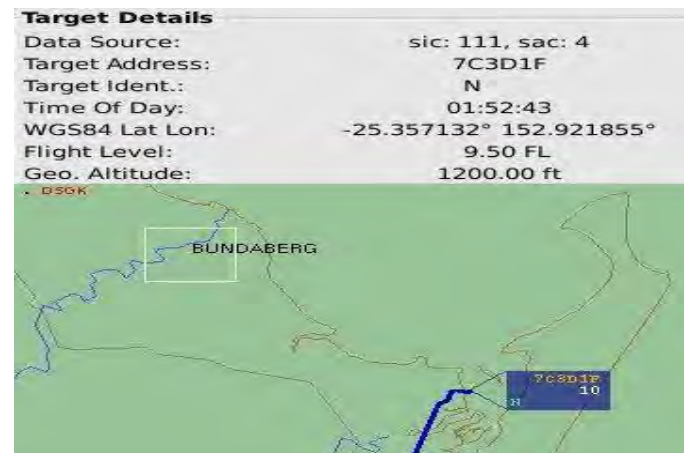 Target Details
Data Source: sic: 111, sac: 4
Target Address: 7C3D1F
Target Ident.: N
Time Of Day: 01:52:43
WGS84 Lat Lon: -25.357132° 152.921855°
Flight Level: 9.50 FL
Geo. Altitude: 1200.00 ft
DSGK
BUNDABERG
7C3D1F
10
N